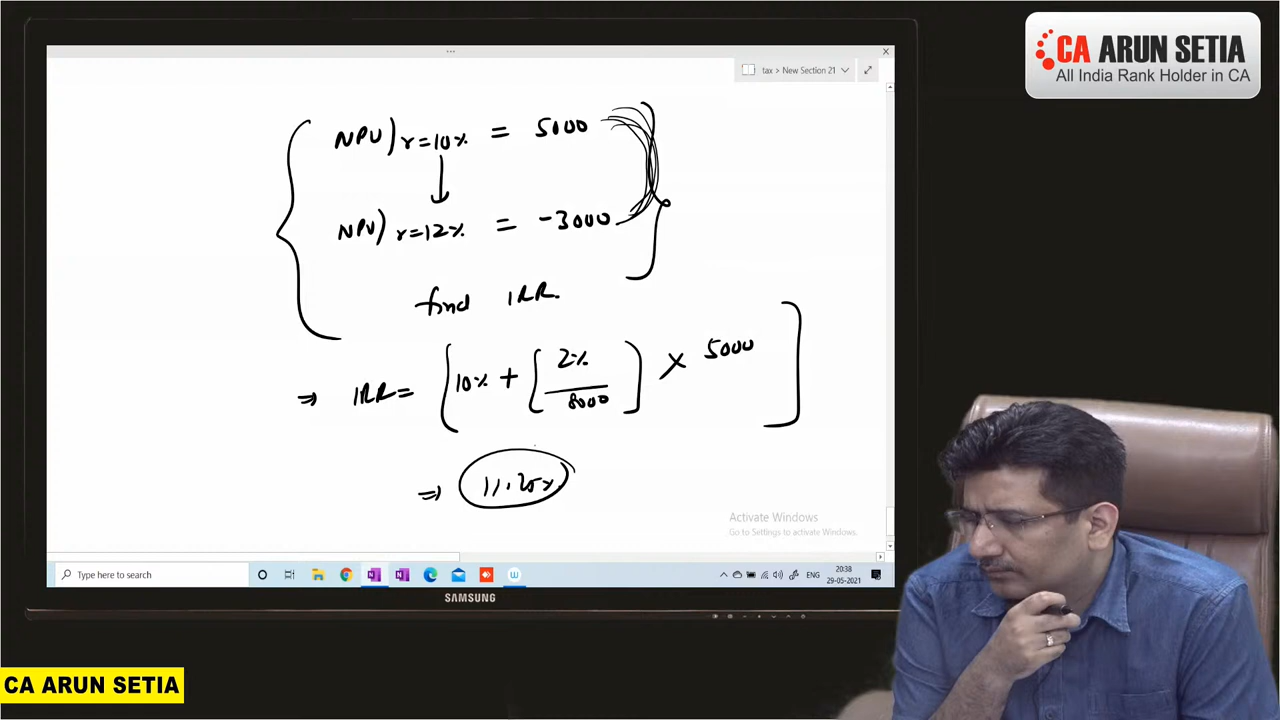 CA ARUN SETIA
All India Rank Holder in CA
tax > New Section 21
NPV) r=10% = 5000
NPV) r=12% = -3000
find IRR.
⇒ IRR= [10% + [2%/8000] × 5000]
⇒ 11.25%
Activate Windows
Go to Settings to activate Windows.
Type here to search
ENG
20:38
29-05-2021
SAMSUNG
CA ARUN SETIA